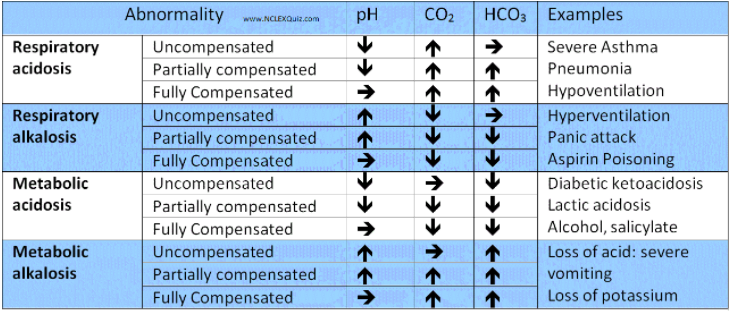 Abnormality www.NCLEXQuiz.com pH CO₂ HCO₃ Examples
Respiratory acidosis Uncompensated ↓ ↑ → Severe Asthma
Partially compensated ↓ ↑ ↑ Pneumonia
Fully Compensated → ↑ ↑ Hypoventilation
Respiratory alkalosis Uncompensated ↑ ↓ → Hyperventilation
Partially compensated ↑ ↓ ↓ Panic attack
Fully Compensated → ↓ ↓ Aspirin Poisoning
Metabolic acidosis Uncompensated ↓ → ↓ Diabetic ketoacidosis
Partially compensated ↓ ↓ ↓ Lactic acidosis
Fully Compensated → ↓ ↓ Alcohol, salicylate
Metabolic alkalosis Uncompensated ↑ → ↑ Loss of acid: severe
Partially compensated ↑ ↑ ↑ vomiting
Fully Compensated → ↑ ↑ Loss of potassium